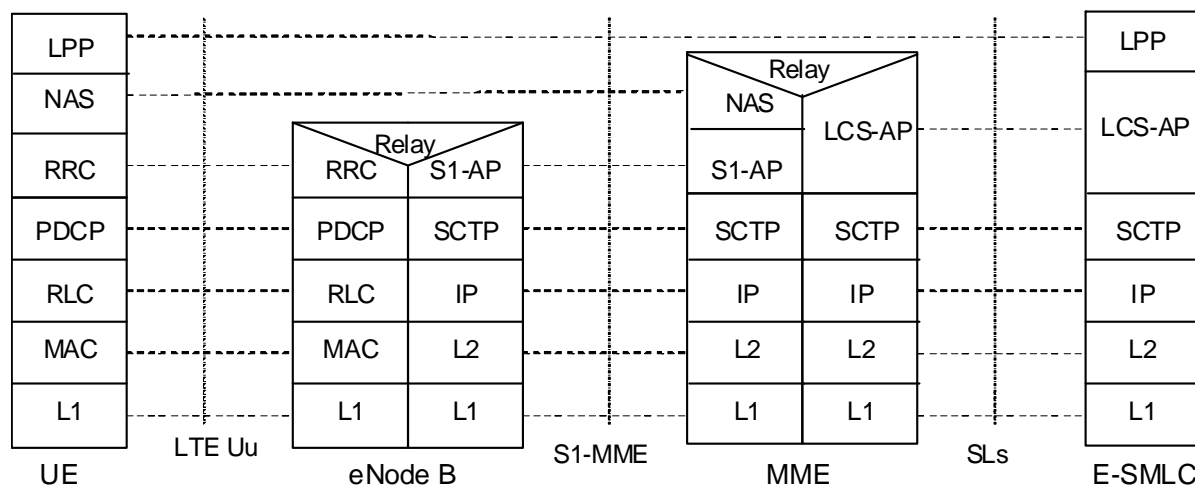 LPP
NAS
RRC
PDCP
RLC
MAC
L1
UE
LTE Uu
Relay
RRC S1-AP
PDCP SCTP
RLC IP
MAC L2
L1 L1
eNode B
S1-MME
Relay
NAS
LCS-AP
S1-AP
SCTP SCTP
IP IP
L2 L2
L1 L1
MME
SLs
LPP
LCS-AP
SCTP
IP
L2
L1
E-SMLC